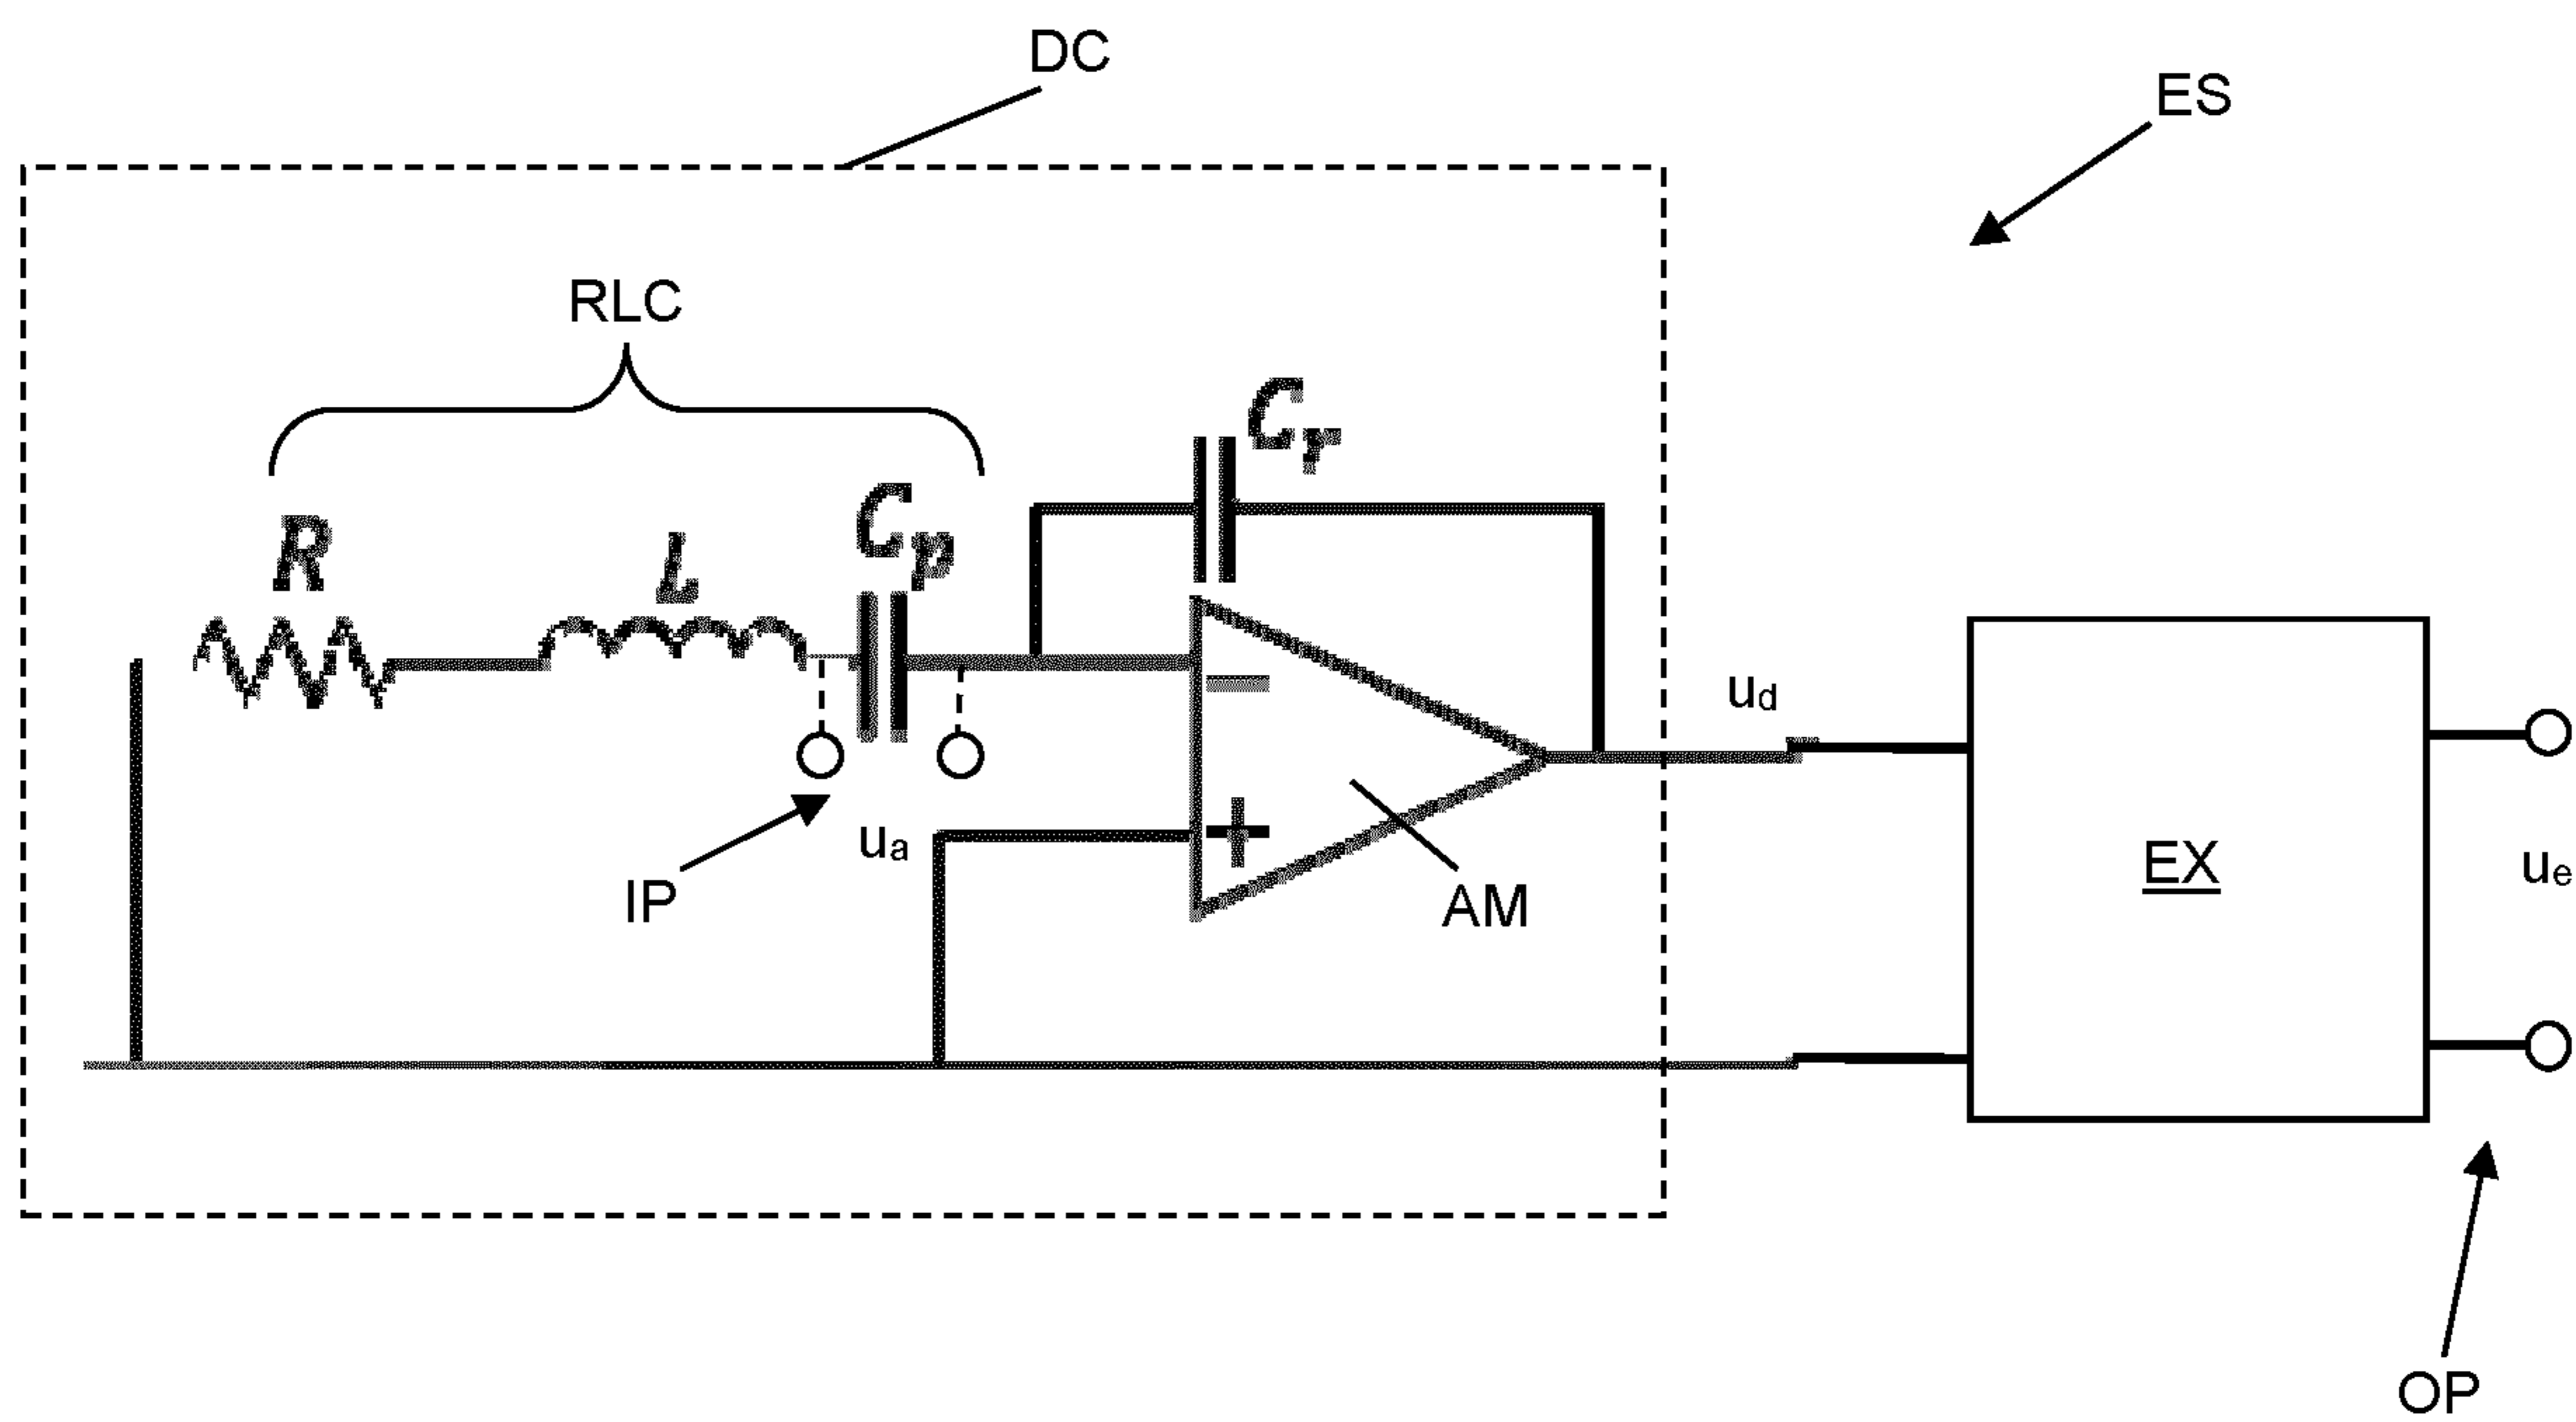 DC
ES
RLC
Cr
Cp
R
L
ud
−
+
ua
IP
AM
EX
ue
OP